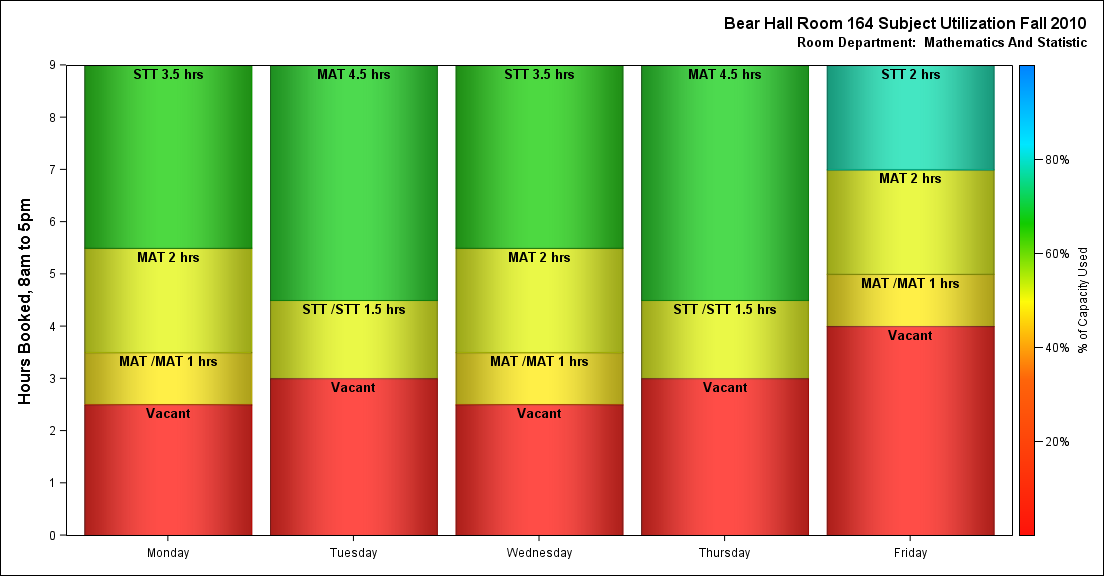 Bear Hall Room 164 Subject Utilization Fall 2010
Room Department:  Mathematics And Statistic
Hours Booked, 8am to 5pm
9
8
7
6
5
4
3
2
1
0
STT 3.5 hrs
MAT 2 hrs
MAT /MAT 1 hrs
Vacant
Monday
MAT 4.5 hrs
STT /STT 1.5 hrs
Vacant
Tuesday
STT 3.5 hrs
MAT 2 hrs
MAT /MAT 1 hrs
Vacant
Wednesday
MAT 4.5 hrs
STT /STT 1.5 hrs
Vacant
Thursday
STT 2 hrs
MAT 2 hrs
MAT /MAT 1 hrs
Vacant
Friday
80%
60%
40%
20%
% of Capacity Used